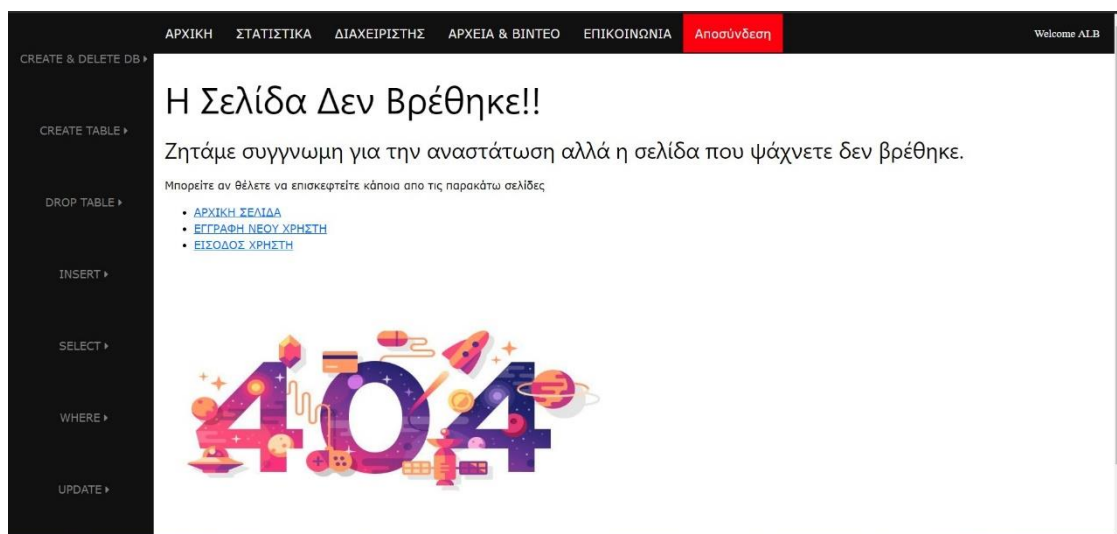 ΑΡΧΙΚΗ ΣΤΑΤΙΣΤΙΚΑ ΔΙΑΧΕΙΡΙΣΤΗΣ ΑΡΧΕΙΑ & ΒΙΝΤΕΟ ΕΠΙΚΟΙΝΩΝΙΑ Αποσύνδεση Welcome ALB
CREATE & DELETE DB
CREATE TABLE
DROP TABLE
INSERT
SELECT
WHERE
UPDATE
Η Σελίδα Δεν Βρέθηκε!!
Ζητάμε συγγνωμη για την αναστάτωση αλλά η σελίδα που ψάχνετε δεν βρέθηκε.
Μπορείτε αν θέλετε να επισκεφτείτε κάποια απο τις παρακάτω σελίδες
ΑΡΧΙΚΗ ΣΕΛΙΔΑ
ΕΓΓΡΑΦΗ ΝΕΟΥ ΧΡΗΣΤΗ
ΕΙΣΟΔΟΣ ΧΡΗΣΤΗ
404